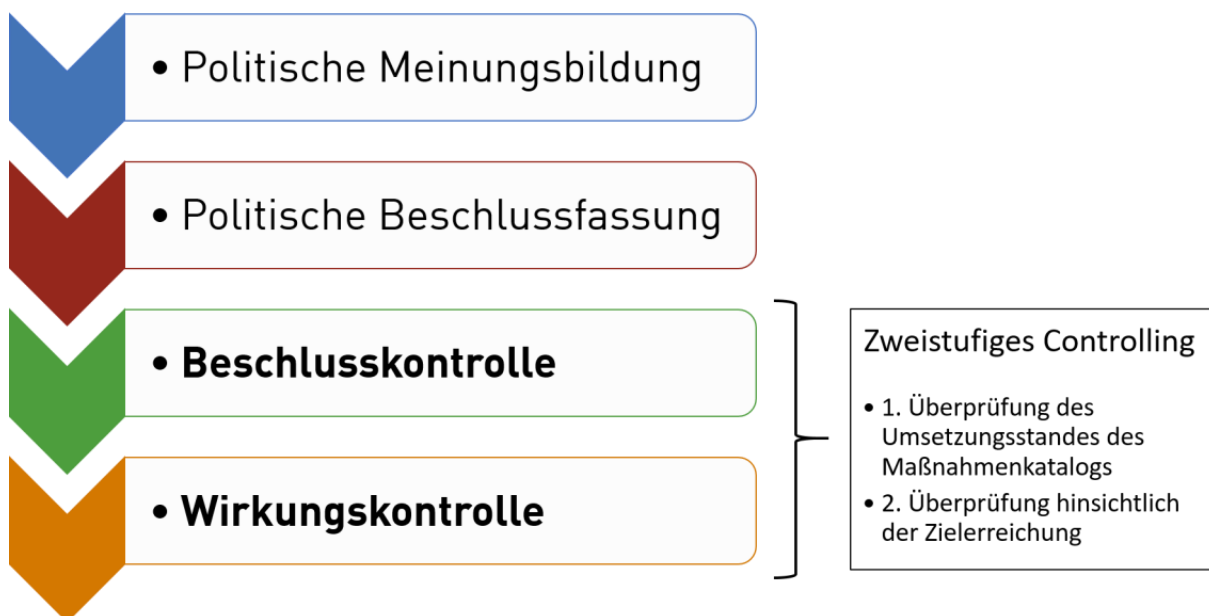 • Politische Meinungsbildung
• Politische Beschlussfassung
• Beschlusskontrolle
• Wirkungskontrolle
Zweistufiges Controlling
• 1. Überprüfung des
Umsetzungsstandes des
Maßnahmenkatalogs
• 2. Überprüfung hinsichtlich
der Zielerreichung